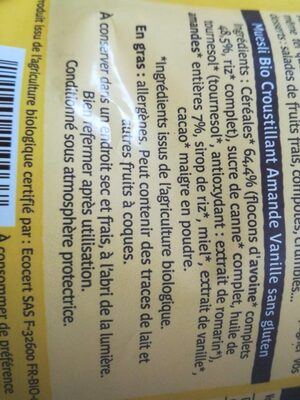 desserts : salades de fruits frais,
Muesli Bio Croustillant Amande Vanille sans gluten
Ingrédients : Céréales* 64,4% (flocons d'avoine* complets
48,5%, riz* complet), sucre de canne* complet, huile de
tournesol* (tournesol*, antioxydant : extrait de romarin*),
amandes* entières 7%, sirop de riz*, miel*, extrait de vanille*,
cacao* maigre en poudre.
*Ingrédients issus de l'agriculture biologique.
En gras : allergènes. Peut contenir des traces de lait et
autres fruits à coques.
A conserver dans un endroit sec et frais, à l'abri de la lumière.
Bien refermer après utilisation.
Conditionné sous atmosphère protectrice.
roduit issu de l'agriculture biologique certifié par : Ecocert SAS F-32600 FR-BIO-
A consommer de préférence